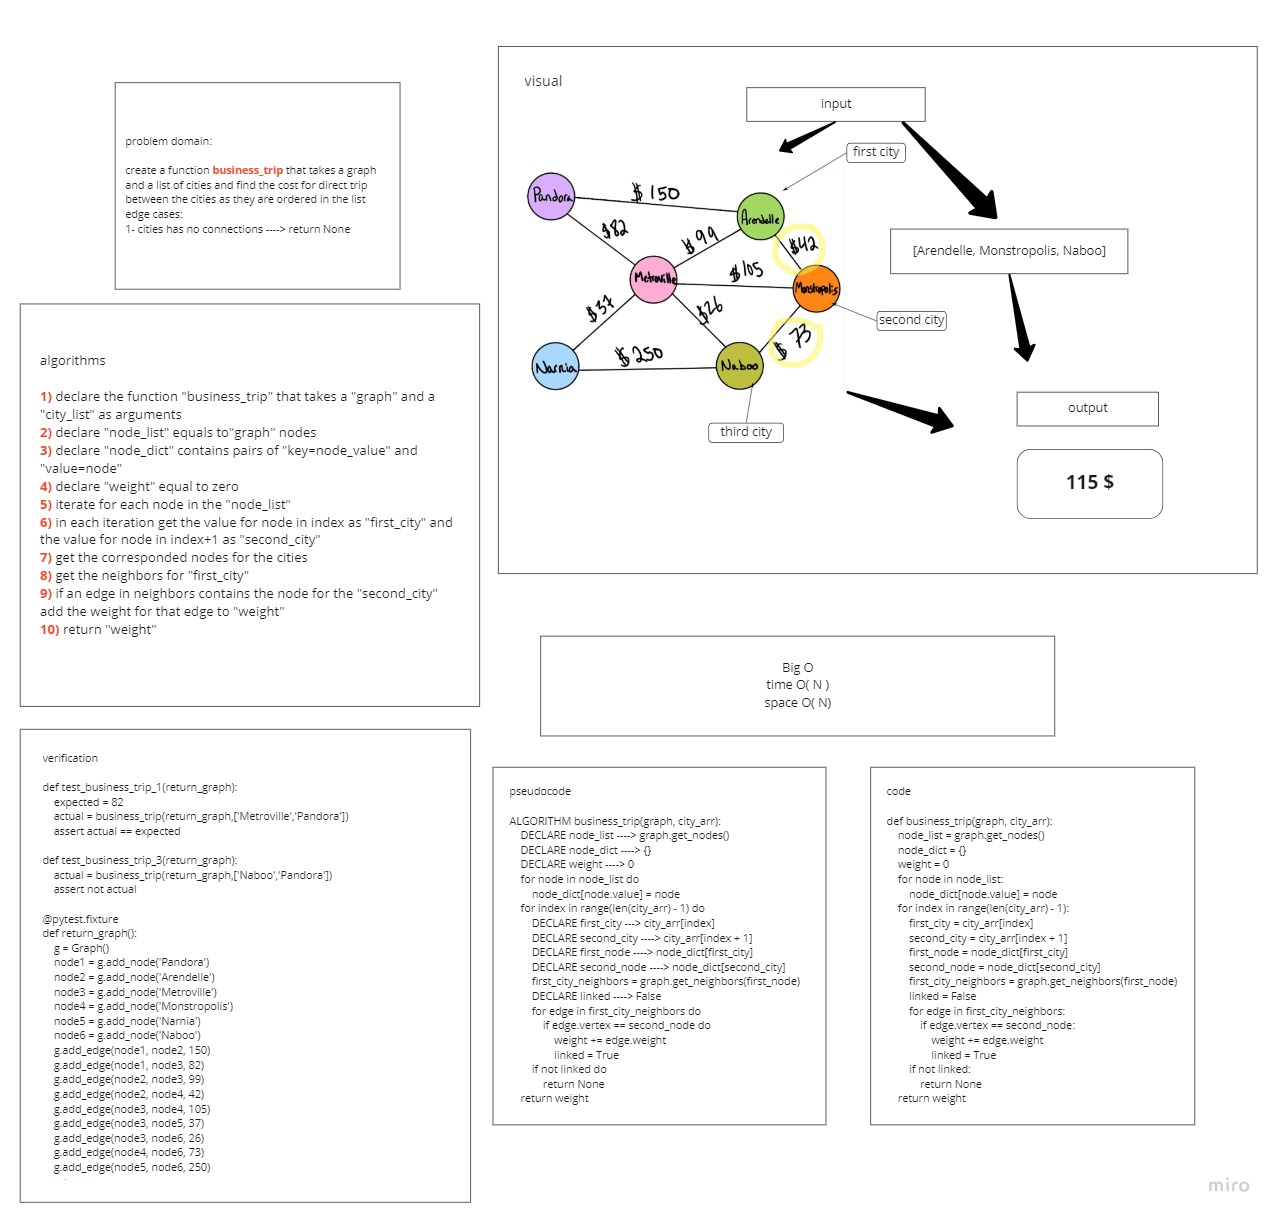 problem domain:
create a function business_trip that takes a graph
and a list of cities and find the cost for direct trip
between the cities as they are ordered in the list
edge cases:
1- cities has no connections ----> return None
visual
input
first city
Pandora
$150
Arendelle
$82
$99
$42
[Arendelle, Monstropolis, Naboo]
Metroville
$105
Monstropolis
$37
$26
second city
$ 73
Narnia
$250
Naboo
third city
output
115 $
algorithms
1) declare the function "business_trip" that takes a "graph" and a
"city_list" as arguments
2) declare "node_list" equals to"graph" nodes
3) declare "node_dict" contains pairs of "key=node_value" and
"value=node"
4) declare "weight" equal to zero
5) iterate for each node in the "node_list"
6) in each iteration get the value for node in index as "first_city" and
the value for node in index+1 as "second_city"
7) get the corresponded nodes for the cities
8) get the neighbors for "first_city"
9) if an edge in neighbors contains the node for the "second_city"
add the weight for that edge to "weight"
10) return "weight"
Big O
time O( N )
space O( N)
verification
def test_business_trip_1(return_graph):
expected = 82
actual = business_trip(return_graph,['Metroville','Pandora'])
assert actual == expected
def test_business_trip_3(return_graph):
actual = business_trip(return_graph,['Naboo','Pandora'])
assert not actual
@pytest.fixture
def return_graph():
g = Graph()
node1 = g.add_node('Pandora')
node2 = g.add_node('Arendelle')
node3 = g.add_node('Metroville')
node4 = g.add_node('Monstropolis')
node5 = g.add_node('Narnia')
node6 = g.add_node('Naboo')
g.add_edge(node1, node2, 150)
g.add_edge(node1, node3, 82)
g.add_edge(node2, node3, 99)
g.add_edge(node2, node4, 42)
g.add_edge(node3, node4, 105)
g.add_edge(node3, node5, 37)
g.add_edge(node3, node6, 26)
g.add_edge(node4, node6, 73)
g.add_edge(node5, node6, 250)
pseudocode
ALGORITHM business_trip(graph, city_arr):
DECLARE node_list ----> graph.get_nodes()
DECLARE node_dict ----> {}
DECLARE weight ----> 0
for node in node_list do
node_dict[node.value] = node
for index in range(len(city_arr) - 1) do
DECLARE first_city ---> city_arr[index]
DECLARE second_city ----> city_arr[index + 1]
DECLARE first_node ----> node_dict[first_city]
DECLARE second_node ----> node_dict[second_city]
first_city_neighbors = graph.get_neighbors(first_node)
DECLARE linked ----> False
for edge in first_city_neighbors do
if edge.vertex == second_node do
weight += edge.weight
linked = True
if not linked do
return None
return weight
code
def business_trip(graph, city_arr):
node_list = graph.get_nodes()
node_dict = {}
weight = 0
for node in node_list:
node_dict[node.value] = node
for index in range(len(city_arr) - 1):
first_city = city_arr[index]
second_city = city_arr[index + 1]
first_node = node_dict[first_city]
second_node = node_dict[second_city]
first_city_neighbors = graph.get_neighbors(first_node)
linked = False
for edge in first_city_neighbors:
if edge.vertex == second_node:
weight += edge.weight
linked = True
if not linked:
return None
return weight
miro